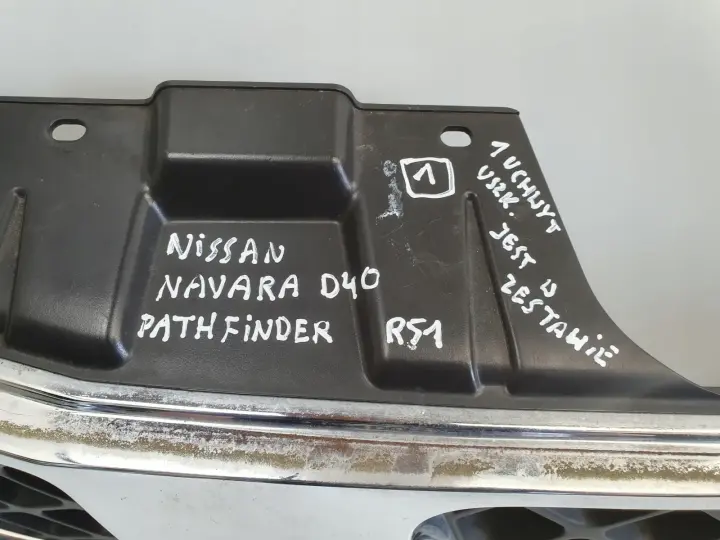 NiSSAN
NAVARA D40
PATHFiNDER R51
1
1 UCHWYT
USZK. JEST W
ZESTAWiE